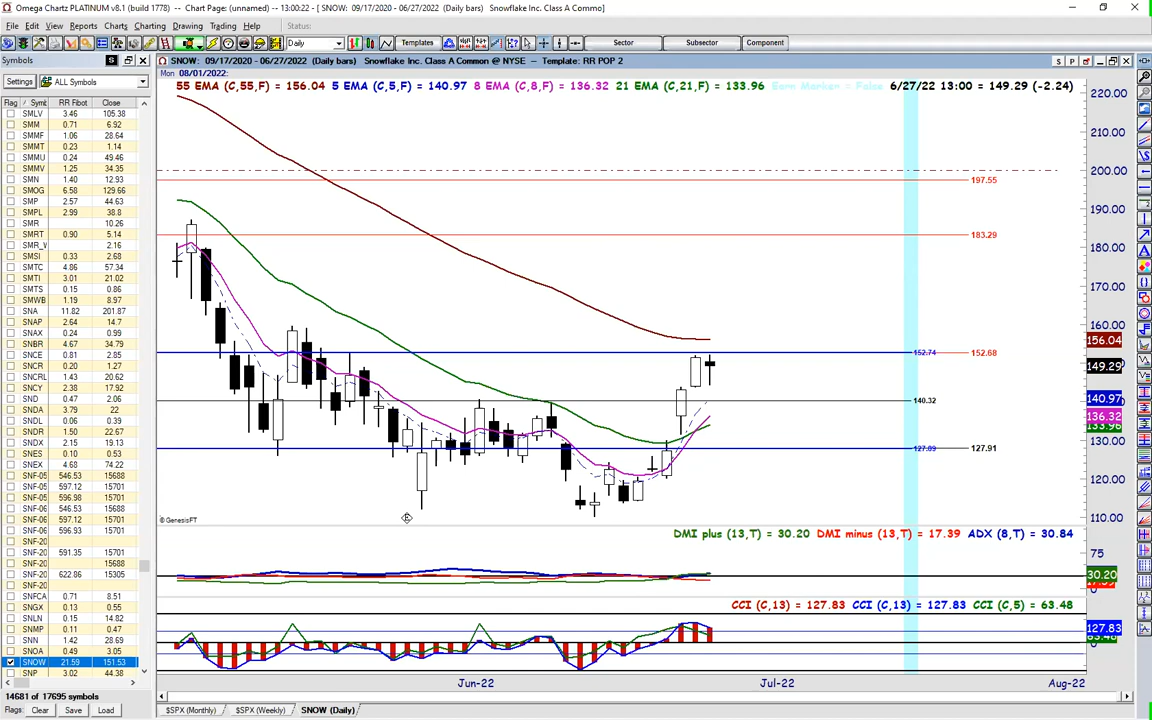 Omega Chartz PLATINUM v8.1 (build 1778) - Chart Page: (unnamed) - 13:00:22 - [ SNOW: 09/17/2020 - 06/27/2022 (Daily bars) Snowflake Inc. Class A Commo]
File Edit View Reports Charts Charting Drawing Trading Help Status:
Daily Templates Sector Subsector Component
Symbols S
Settings ALL Symbols
SNOW: 09/17/2020 - 06/27/2022 (Daily bars) Snowflake Inc. Class A Common @ NYSE - Template: RR POP 2
S P
Mon 08/01/2022:
55 EMA (C,55,F) = 156.04 5 EMA (C,5,F) = 140.97 8 EMA (C,8,F) = 136.32 21 EMA (C,21,F) = 133.96 Earn Marker = False 6/27/22 13:00 = 149.29 (-2.24)
Flag Symb RR Fibot Close
SMLV 3.46 105.38
SMM 0.71 6.92
SMMF 1.06 28.64
SMMT 0.23 1.14
SMMU 0.24 49.46
SMMV 1.25 34.35
SMN 1.40 12.93
SMOG 6.58 129.66
SMP 2.57 44.63
SMPL 2.99 38.8
SMR 10.26
SMRT 0.90 5.14
SMR_V 2.16
SMSI 0.33 2.68
SMTC 4.86 57.34
SMTI 3.01 21.02
SMTS 0.15 0.86
SMWB 1.19 8.97
SNA 11.82 201.87
SNAP 2.64 14.7
SNAX 0.24 0.99
SNBR 4.67 34.79
SNCE 0.81 2.85
SNCR 0.20 1.27
SNCRL 1.43 20.62
SNCY 2.38 17.92
SND 0.47 2.06
SNDA 3.79 22
SNDL 0.06 0.39
SNDR 1.50 22.67
SNDX 2.15 19.13
SNES 0.10 0.53
SNEX 4.68 74.22
SNF-05 546.53 15688
SNF-05 597.12 15701
SNF-05 596.98 15701
SNF-06 546.53 15688
SNF-06 597.12 15701
SNF-06 596.93 15701
SNF-20
SNF-20 591.35 15701
SNF-20 15688
SNF-20 622.86 15305
SNF-20
SNFCA 0.71 8.51
SNGX 0.13 0.55
SNLN 0.15 14.82
SNMP 0.11 0.47
SNN 1.42 28.69
SNOA 0.49 3.05
SNOW 21.59 151.53
SNP 3.02 44.38
14681 of 17695 symbols
Flags: Clear Save Load
220.00
210.00
200.00
197.55
190.00
183.29
180.00
170.00
160.00
156.04
152.74 152.68
149.29
140.97
140.32
136.32
133.96
130.00
127.89 127.91
120.00
110.00
E
© GenesisFT
DMI plus (13,T) = 30.20 DMI minus (13,T) = 17.39 ADX (8,T) = 30.84
75
30.20
0
CCI (C,13) = 127.83 CCI (C,13) = 127.83 CCI (C,5) = 63.48
127.83
63.48
0
Jun-22 Jul-22 Aug-22
$SPX (Monthly) $SPX (Weekly) SNOW (Daily)